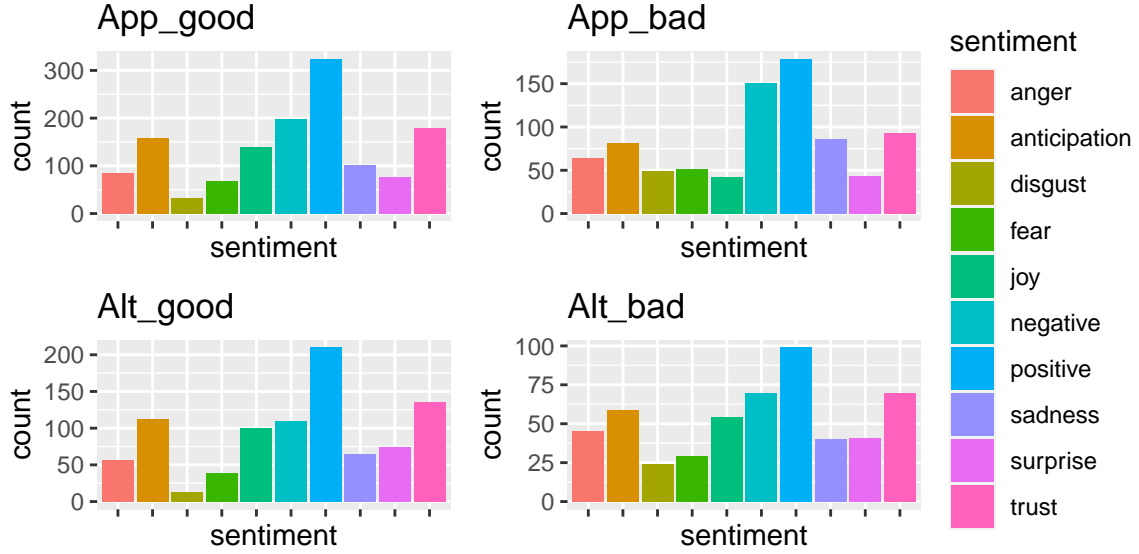 App_good
300
200
100
0
count
sentiment
App_bad
150
100
50
0
count
sentiment
Alt_good
200
150
100
50
0
count
sentiment
Alt_bad
100
75
50
25
0
count
sentiment
sentiment
anger
anticipation
disgust
fear
joy
negative
positive
sadness
surprise
trust